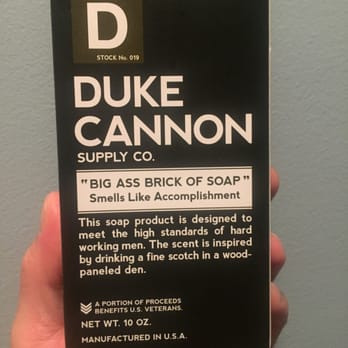 D
STOCK No. 019
DUKE
CANNON
SUPPLY CO.
"BIG ASS BRICK OF SOAP"
Smells Like Accomplishment
This soap product is designed to
meet the high standards of hard
working men. The scent is inspired
by drinking a fine scotch in a wood-
paneled den.
A PORTION OF PROCEEDS
BENEFITS U.S. VETERANS.
NET WT. 10 OZ.
MANUFACTURED IN U.S.A.